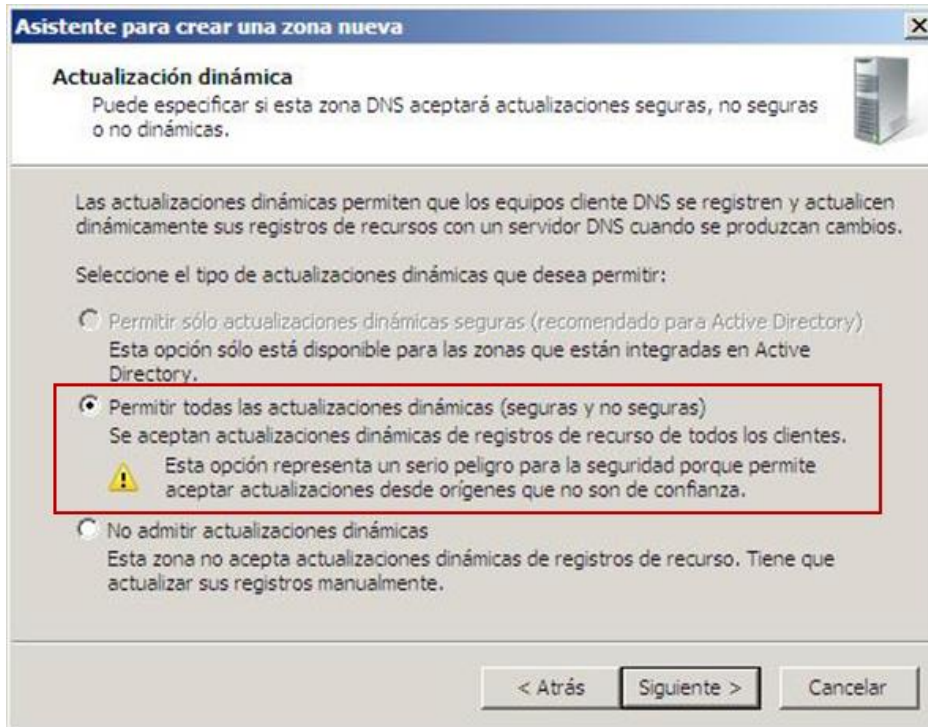 Asistente para crear una zona nueva
Actualización dinámica
Puede especificar si esta zona DNS aceptará actualizaciones seguras, no seguras
o no dinámicas.
Las actualizaciones dinámicas permiten que los equipos cliente DNS se registren y actualicen
dinámicamente sus registros de recursos con un servidor DNS cuando se produzcan cambios.
Seleccione el tipo de actualizaciones dinámicas que desea permitir:
Permitir sólo actualizaciones dinámicas seguras (recomendado para Active Directory)
Esta opción sólo está disponible para las zonas que están integradas en Active
Directory.
Permitir todas las actualizaciones dinámicas (seguras y no seguras)
Se aceptan actualizaciones dinámicas de registros de recurso de todos los clientes.
Esta opción representa un serio peligro para la seguridad porque permite
aceptar actualizaciones desde orígenes que no son de confianza.
No admitir actualizaciones dinámicas
Esta zona no acepta actualizaciones dinámicas de registros de recurso. Tiene que
actualizar sus registros manualmente.
< Atrás Siguiente > Cancelar